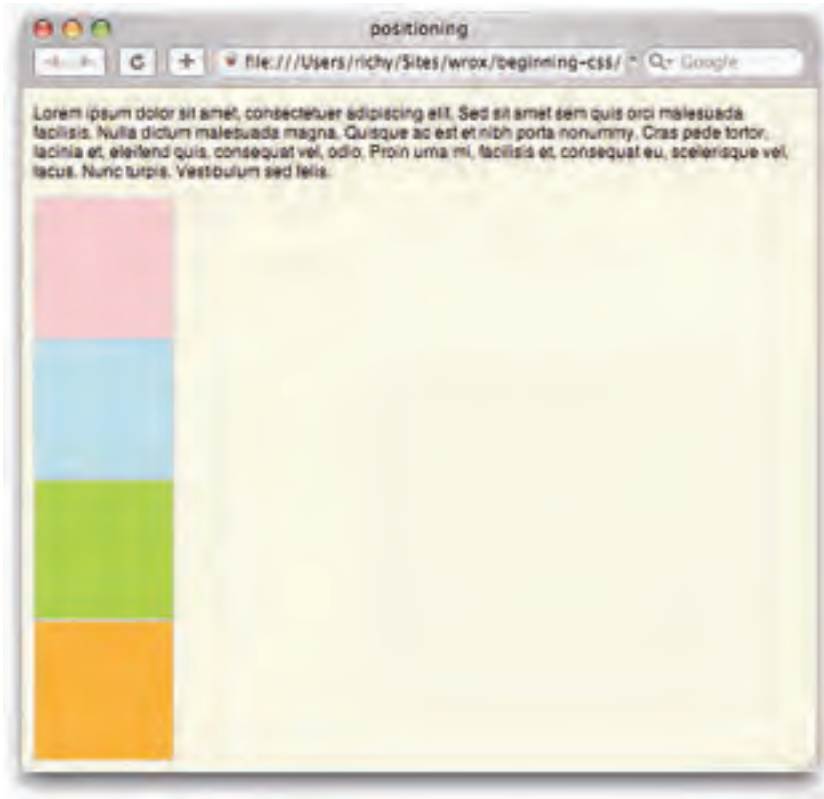 positioning
file:///Users/richy/Sites/wrox/beginning-css/
Google
Lorem ipsum dolor sit amet, consectetuer adipiscing elit. Sed sit amet sem quis orci malesuada
facilisis. Nulla dictum malesuada magna. Quisque ac est et nibh porta nonummy. Cras pede tortor,
lacinia et, eleifend quis, consequat vel, odio. Proin urna mi, facilisis et, consequat eu, scelerisque vel,
lacus. Nunc turpis. Vestibulum sed felis.